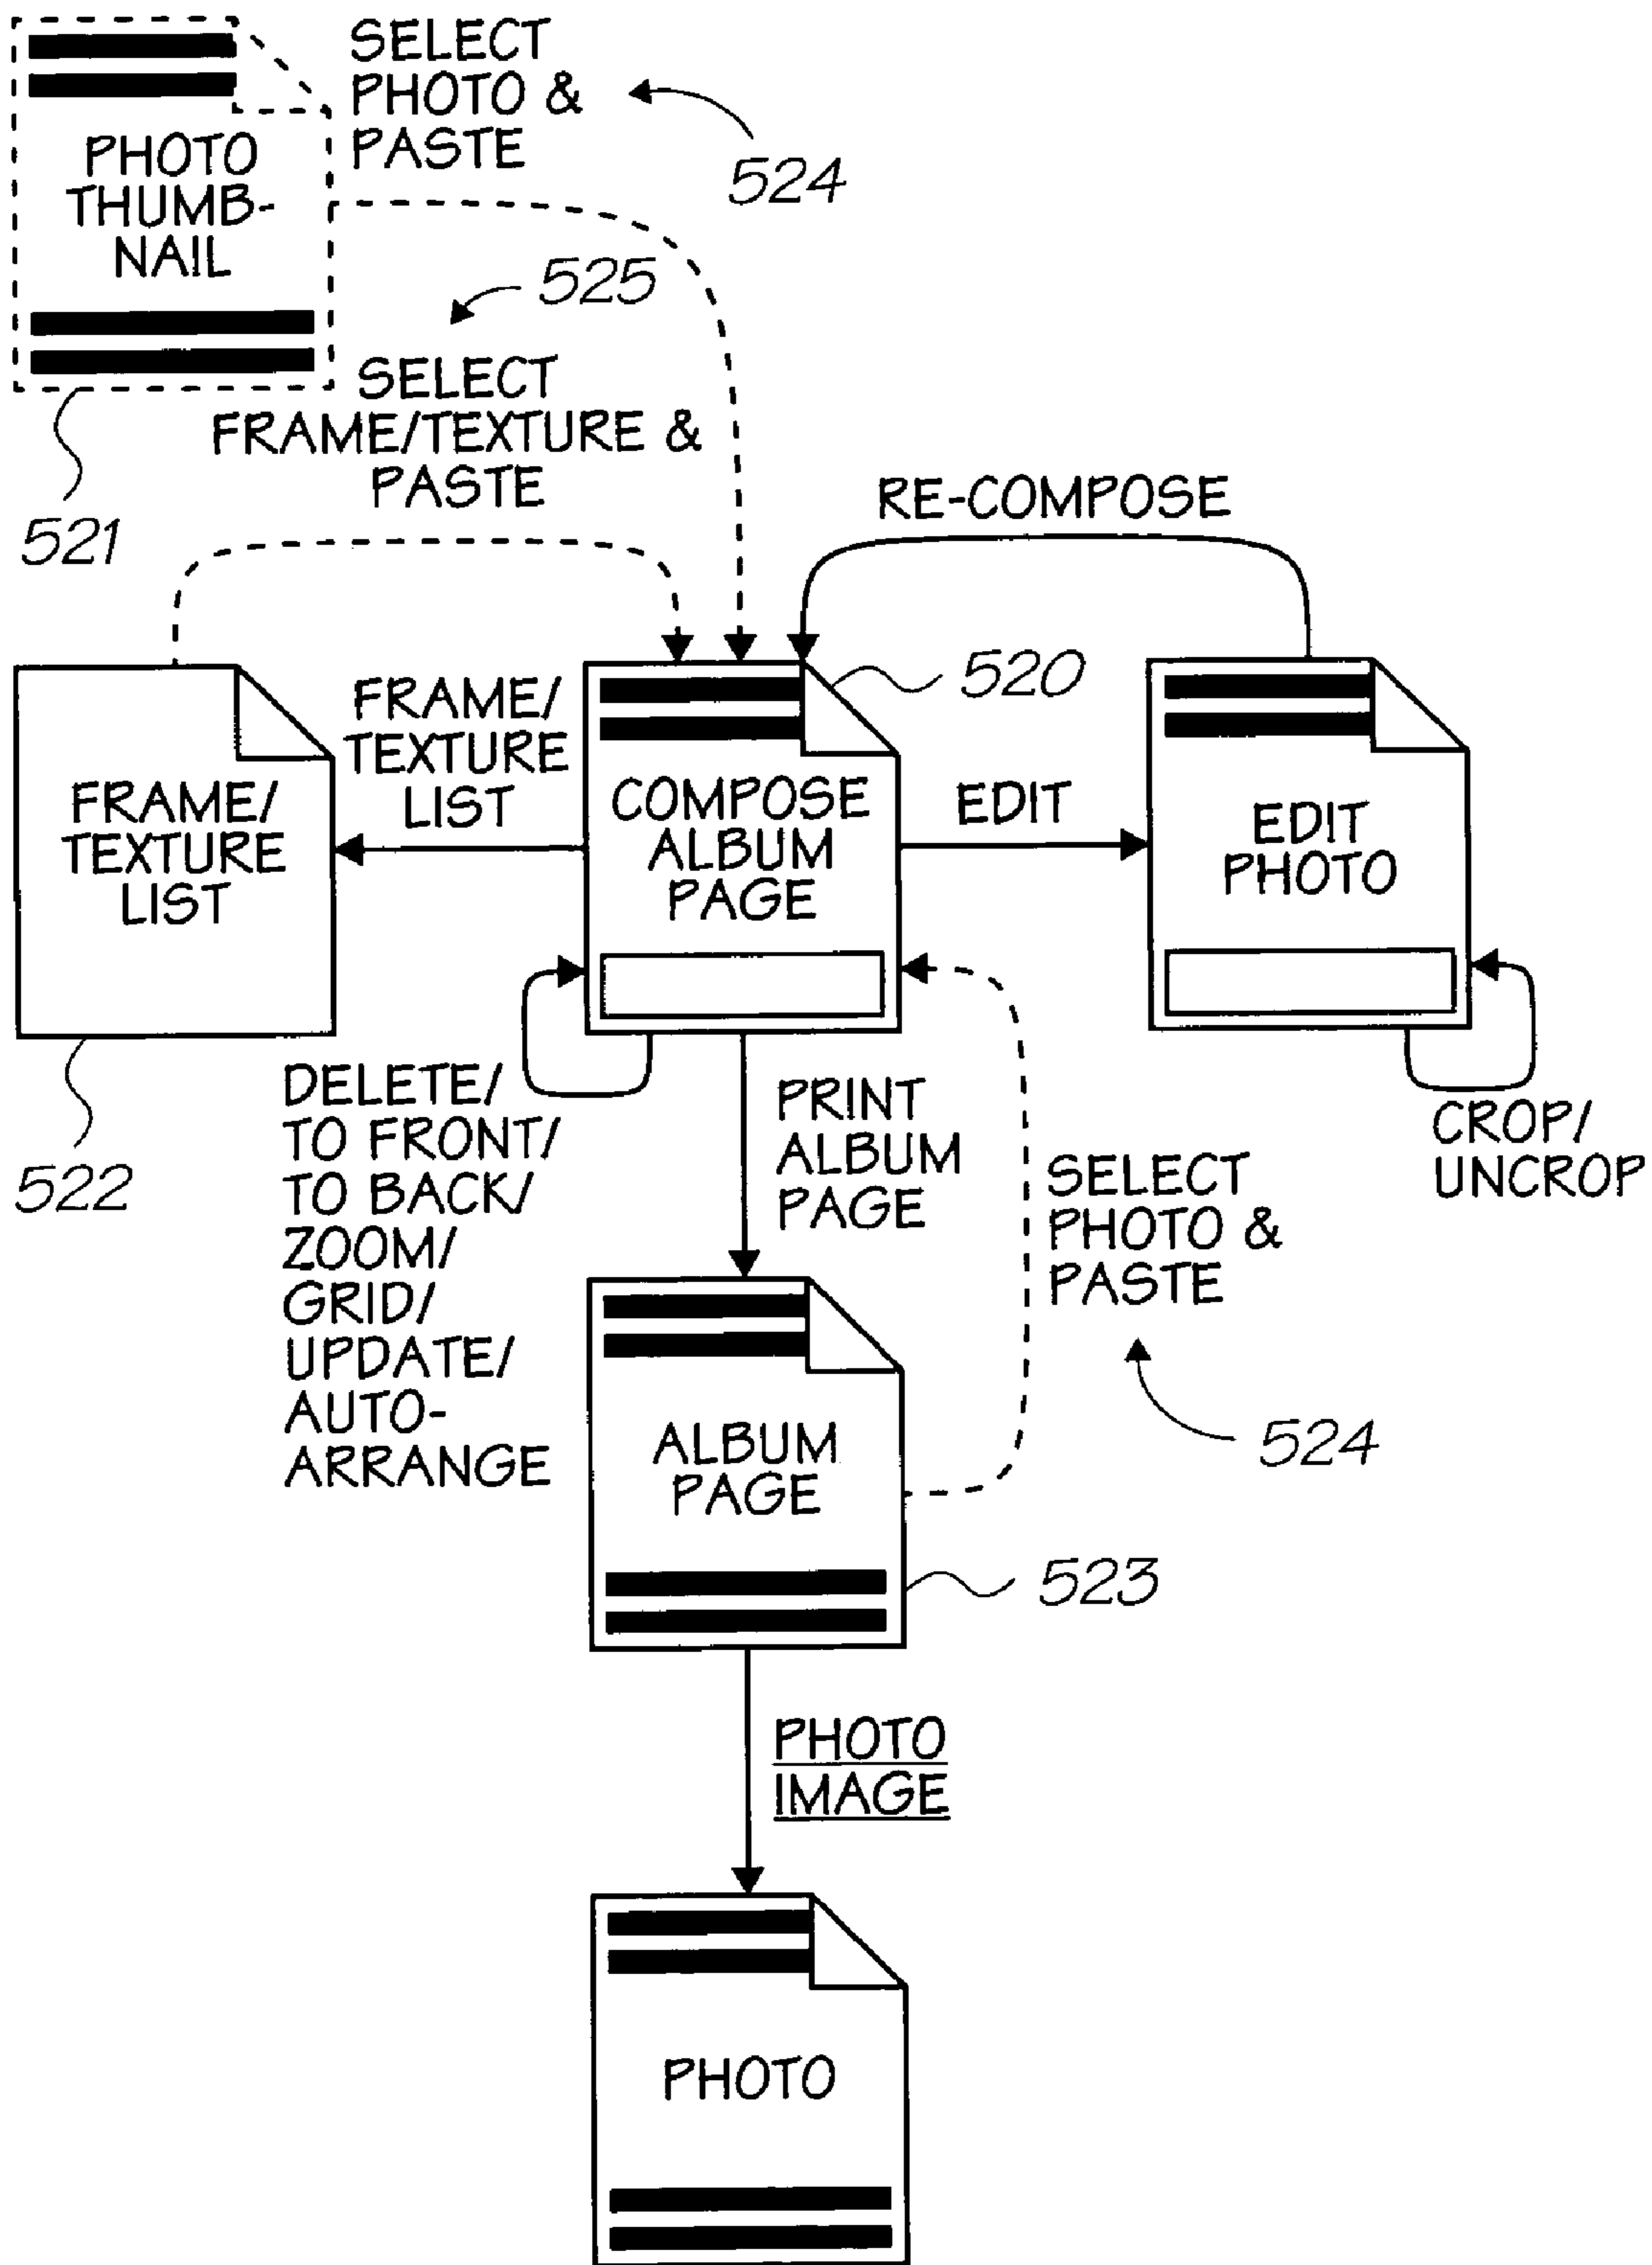 SELECT
PHOTO &
PASTE
524
PHOTO
THUMB-
NAIL
525
SELECT
FRAME/TEXTURE &
PASTE
521
RE-COMPOSE
520
FRAME/
TEXTURE
LIST
FRAME/
TEXTURE
LIST
COMPOSE
ALBUM
PAGE
EDIT
EDIT
PHOTO
522
DELETE/
TO FRONT/
TO BACK/
ZOOM/
GRID/
UPDATE/
AUTO-
ARRANGE
PRINT
ALBUM
PAGE
SELECT
PHOTO &
PASTE
524
CROP/
UNCROP
ALBUM
PAGE
523
PHOTO
IMAGE
PHOTO